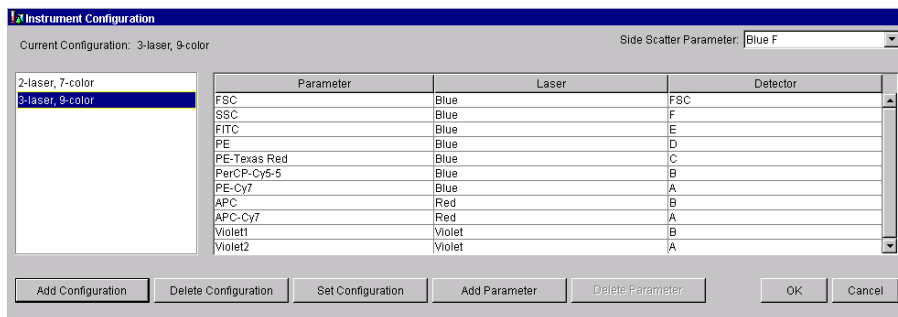 Instrument Configuration
Current Configuration: 3-laser, 9-color
Side Scatter Parameter: Blue F
2-laser, 7-color
3-laser, 9-color
Parameter Laser Detector
FSC Blue FSC
SSC Blue F
FITC Blue E
PE Blue D
PE-Texas Red Blue C
PerCP-Cy5-5 Blue B
PE-Cy7 Blue A
APC Red B
APC-Cy7 Red A
Violet1 Violet B
Violet2 Violet A
Add Configuration Delete Configuration Set Configuration Add Parameter Delete Parameter OK Cancel